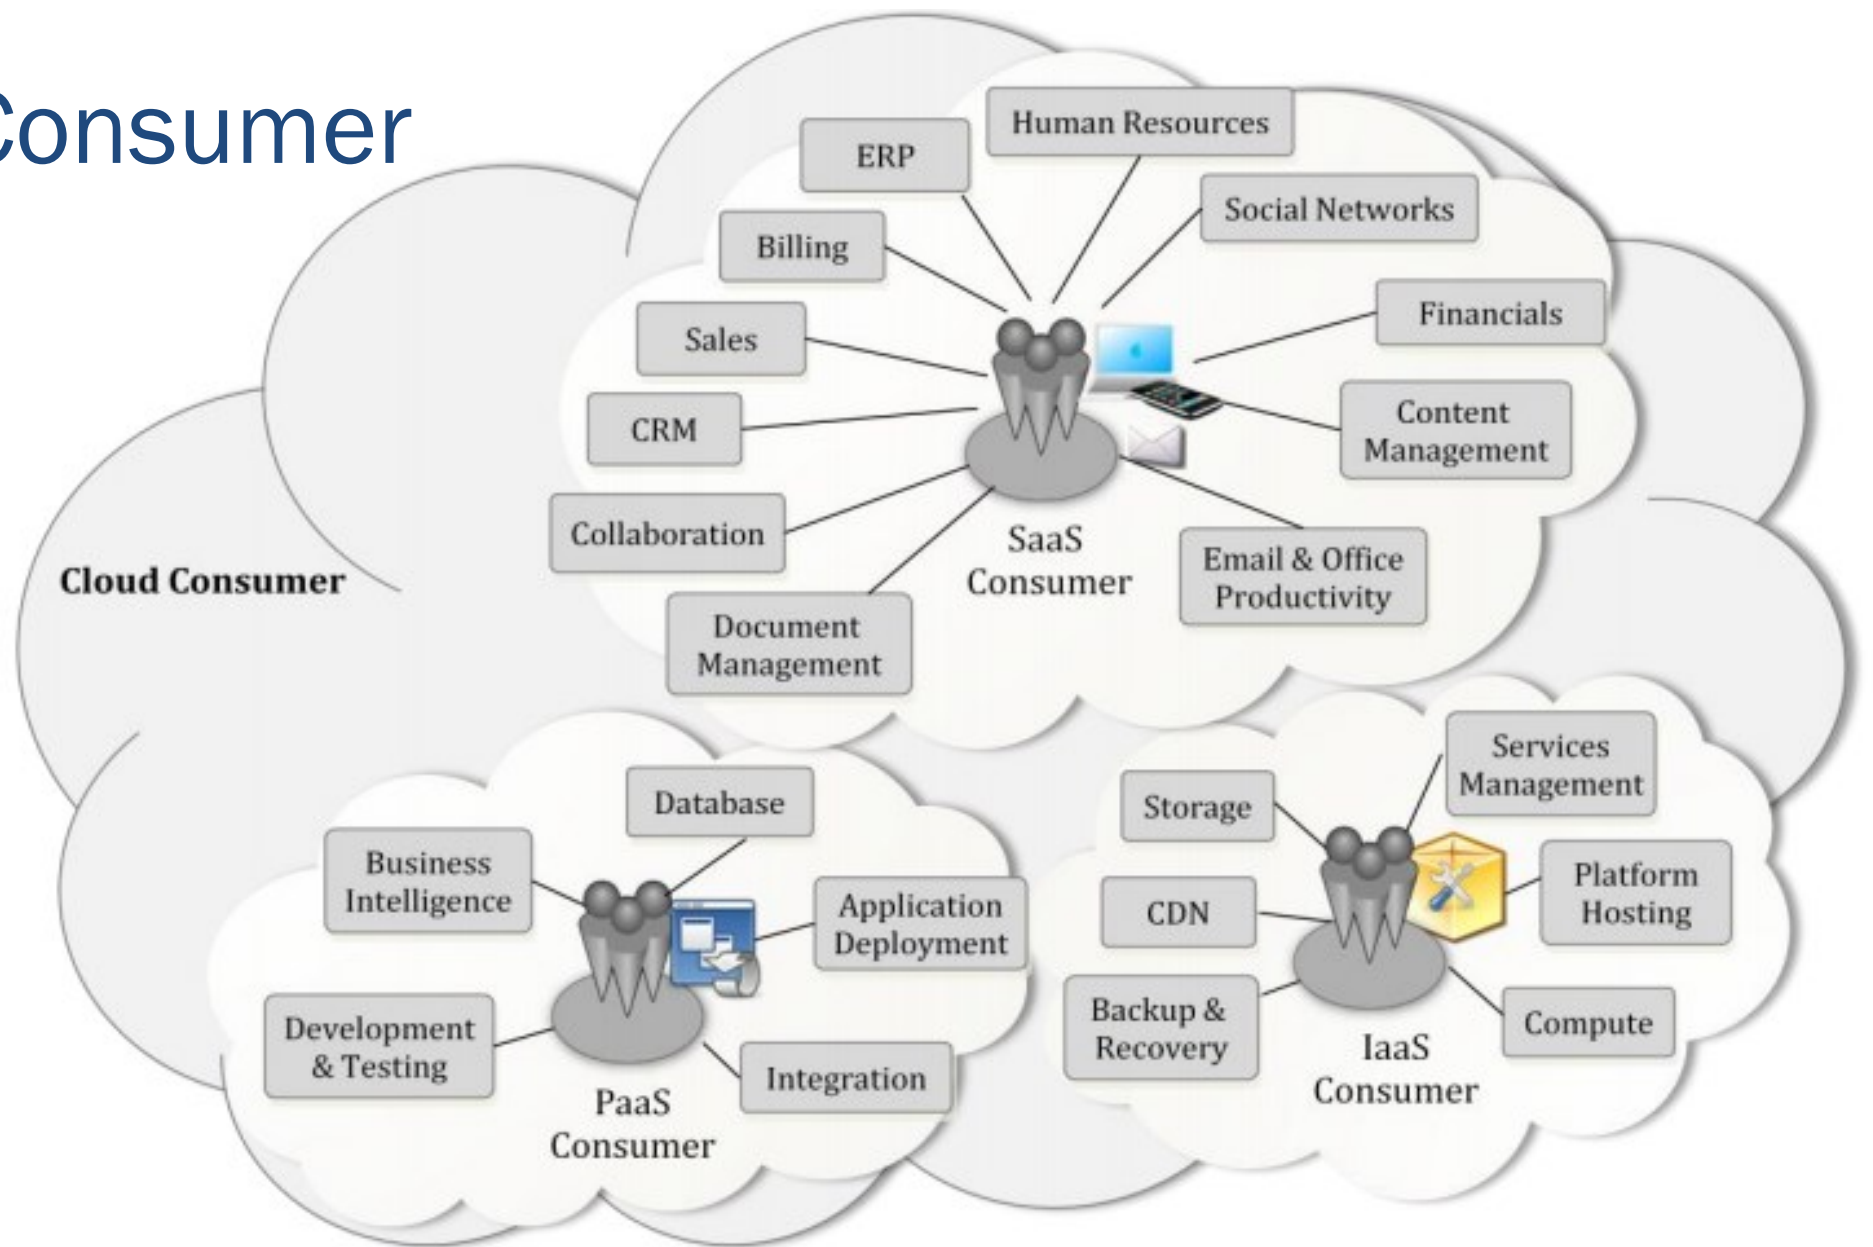 Consumer
Human Resources
ERP
Social Networks
Billing
Financials
Sales
Content
Management
CRM
Collaboration
SaaS
Consumer
Email & Office
Productivity
Document
Management
Cloud Consumer
Database
Business
Intelligence
Application
Deployment
Development
& Testing
Integration
PaaS
Consumer
Services
Management
Storage
Platform
Hosting
CDN
Backup &
Recovery
Compute
IaaS
Consumer